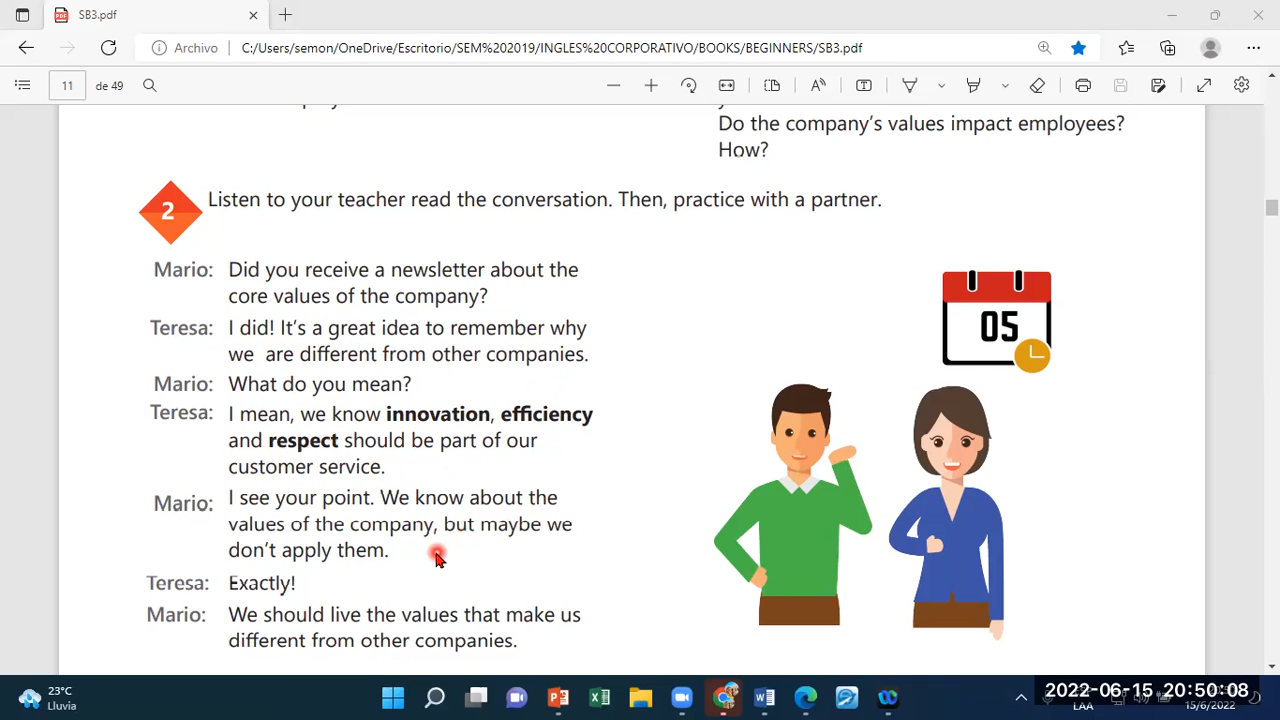 SB3.pdf
Archivo
C:/Users/semon/OneDrive/Escritorio/SEM%202019/INGLES%20CORPORATIVO/BOOKS/BEGINNERS/SB3.pdf
11 de 49
Do the company's values impact employees?
How?
2
Listen to your teacher read the conversation. Then, practice with a partner.
Mario: Did you receive a newsletter about the
core values of the company?
Teresa: I did! It's a great idea to remember why
we are different from other companies.
Mario: What do you mean?
Teresa: I mean, we know innovation, efficiency
and respect should be part of our
customer service.
Mario: I see your point. We know about the
values of the company, but maybe we
don't apply them.
Teresa: Exactly!
Mario: We should live the values that make us
different from other companies.
05
23°C
Lluvia
2022-06-15 20:50:08
LAA
15/6/2022